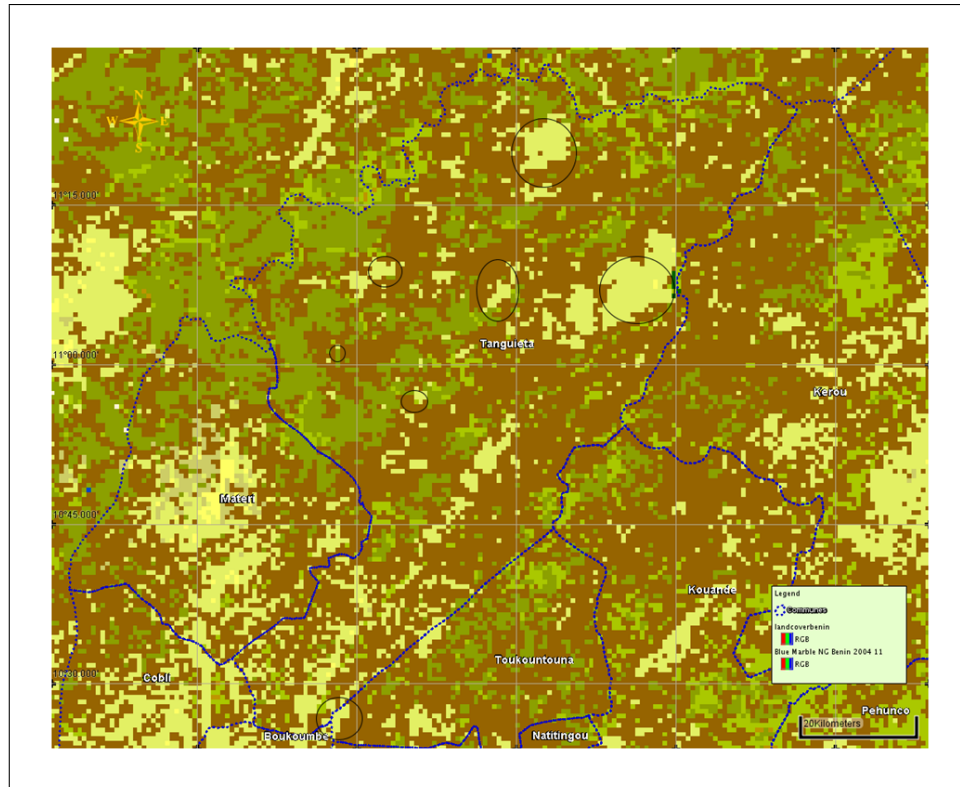 N
W E
S
11°15'000"
11°00'000"
Tanguieta
Kerou
Materi
10°45'000"
Kouande
Legend
Communes
landcoverbenin
RGB
Blue Marble NG Benin 2004 11
RGB
Toukountouna
Cobli
10°30'000"
Pehunco
20Kilometers
Boukoumbe
Natitingou